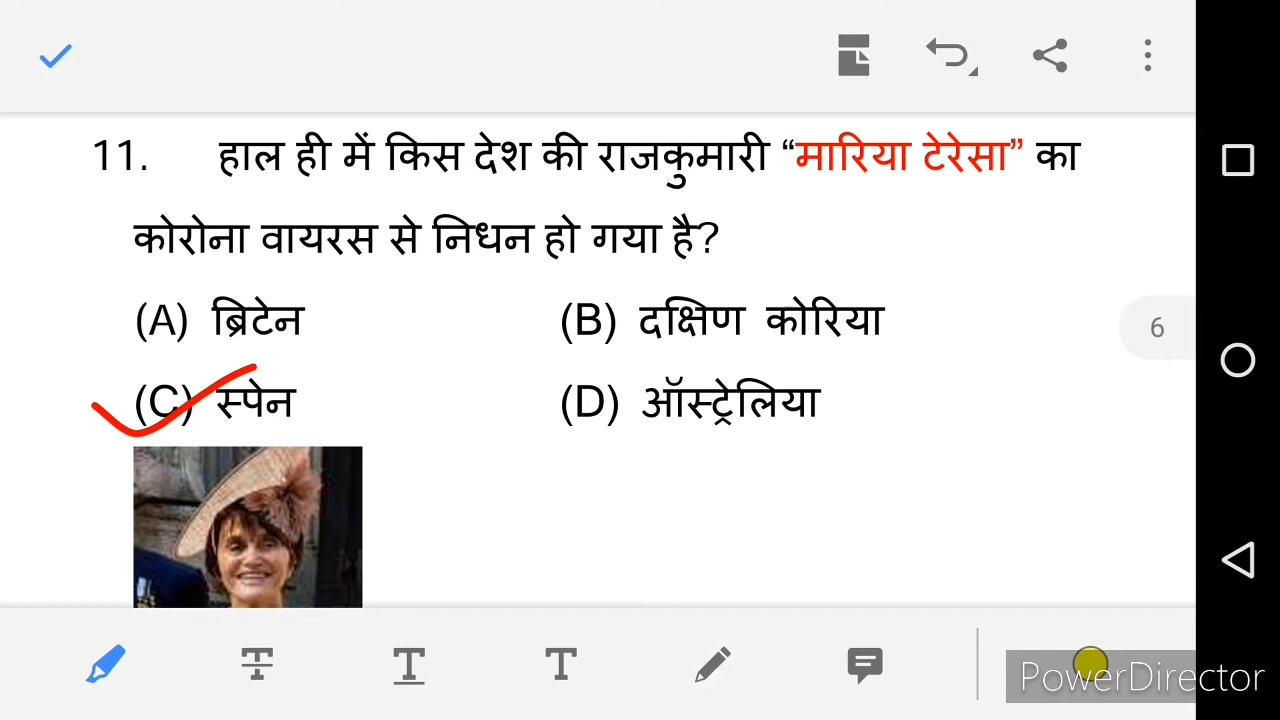 11. हाल ही में किस देश की राजकुमारी “मारिया टेरेसा” का
कोरोना वायरस से निधन हो गया है?
(A) ब्रिटेन (B) दक्षिण कोरिया
(C) स्पेन (D) ऑस्ट्रेलिया
6
PowerDirector